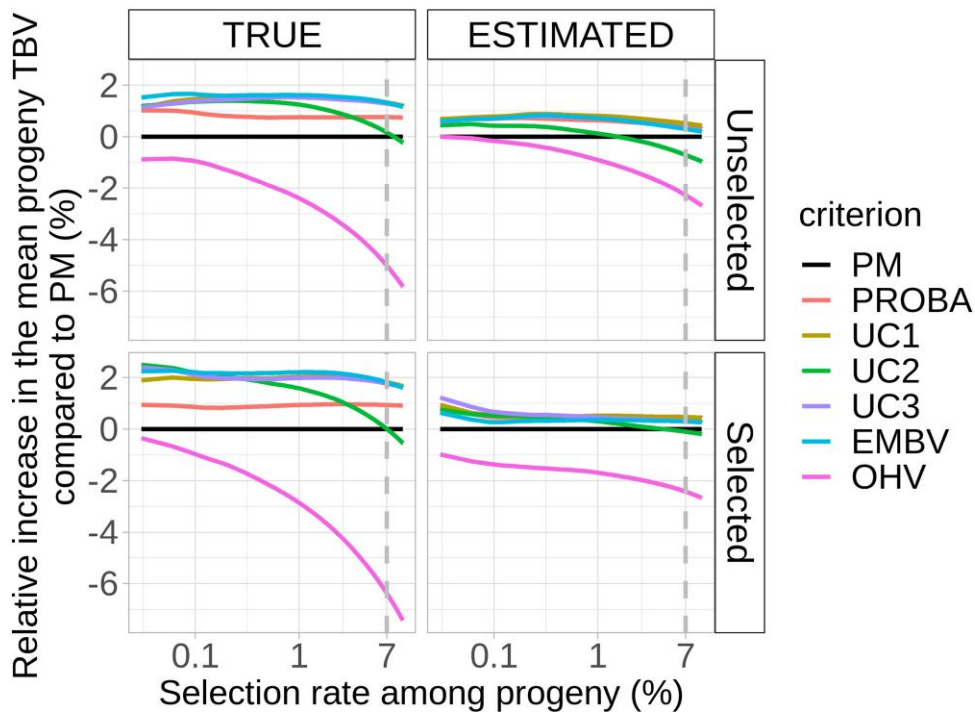 TRUE
ESTIMATED
Relative increase in the mean progeny TBV
compared to PM (%)
2
0
-2
-4
-6
Unselected
2
0
-2
-4
-6
Selected
0.1
1
7
0.1
1
7
Selection rate among progeny (%)
criterion
PM
PROBA
UC1
UC2
UC3
EMBV
OHV